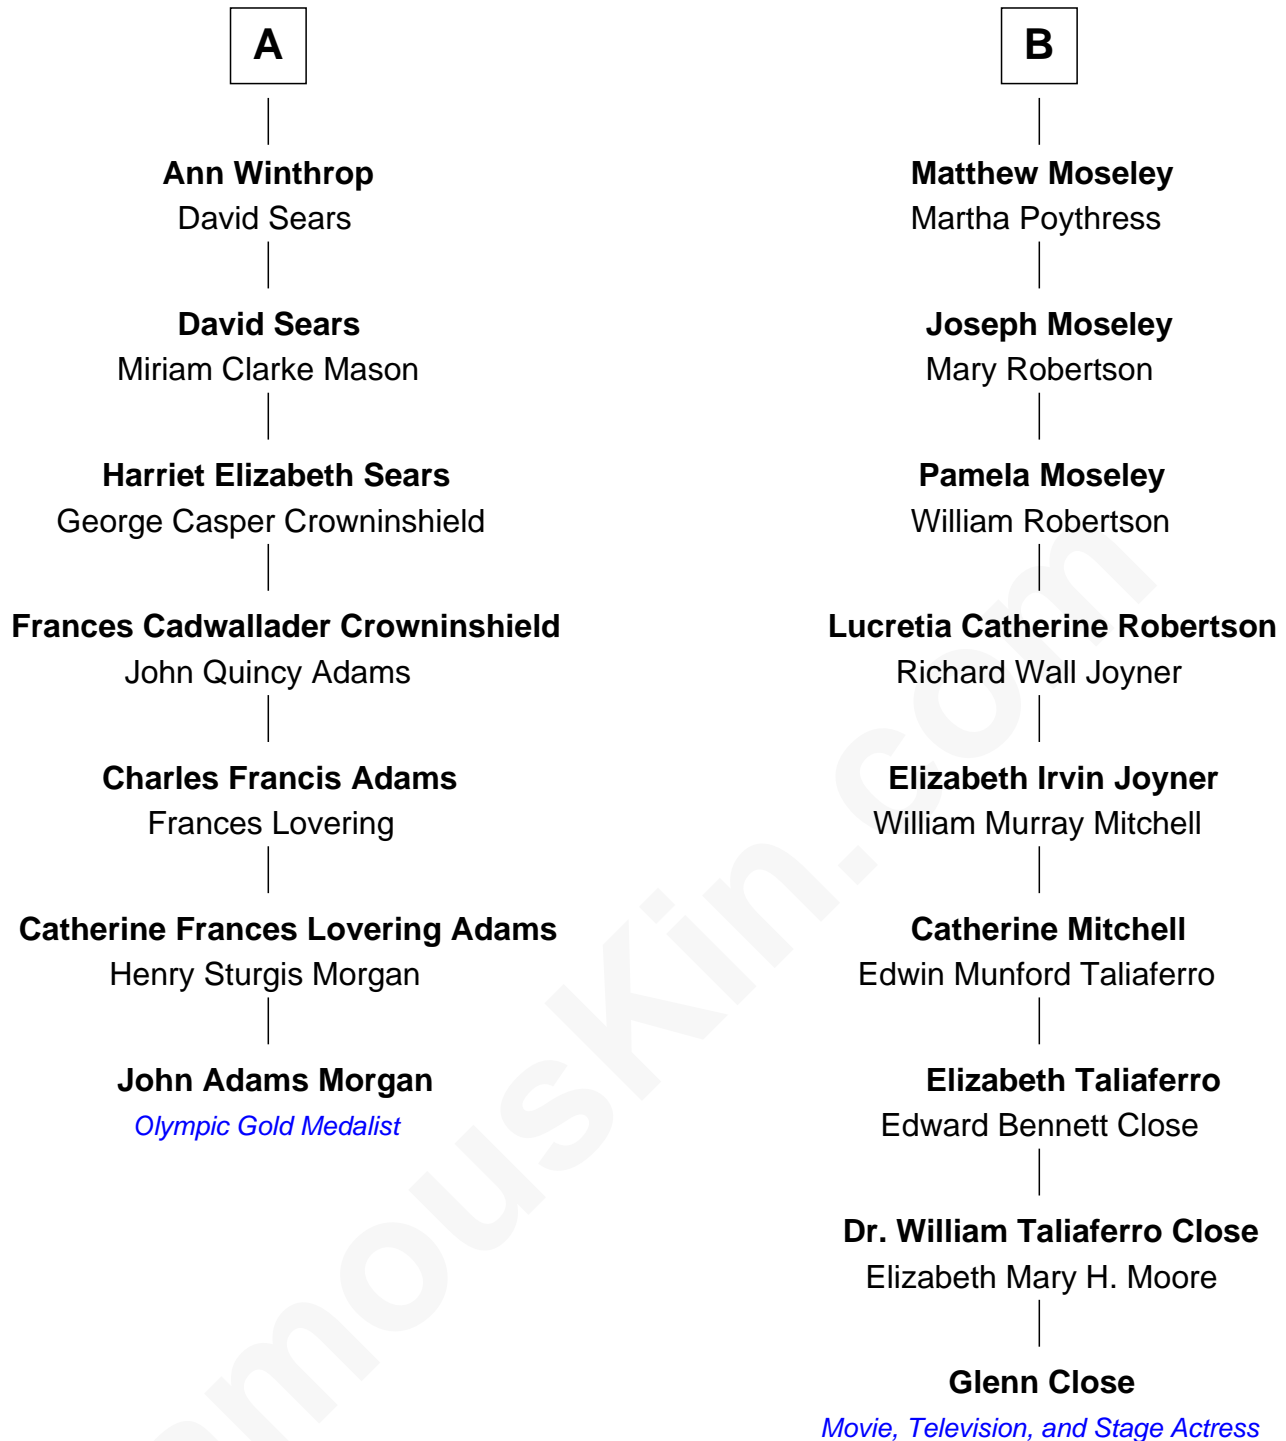 A
Ann Winthrop
David Sears
David Sears
Miriam Clarke Mason
Harriet Elizabeth Sears
George Casper Crowninshield
Frances Cadwallader Crowninshield
John Quincy Adams
Charles Francis Adams
Frances Lovering
Catherine Frances Lovering Adams
Henry Sturgis Morgan
John Adams Morgan
Olympic Gold Medalist
B
Matthew Moseley
Martha Poythress
Joseph Moseley
Mary Robertson
Pamela Moseley
William Robertson
Lucretia Catherine Robertson
Richard Wall Joyner
Elizabeth Irvin Joyner
William Murray Mitchell
Catherine Mitchell
Edwin Munford Taliaferro
Elizabeth Taliaferro
Edward Bennett Close
Dr. William Taliaferro Close
Elizabeth Mary H. Moore
Glenn Close
Movie, Television, and Stage Actress
amouskin.com